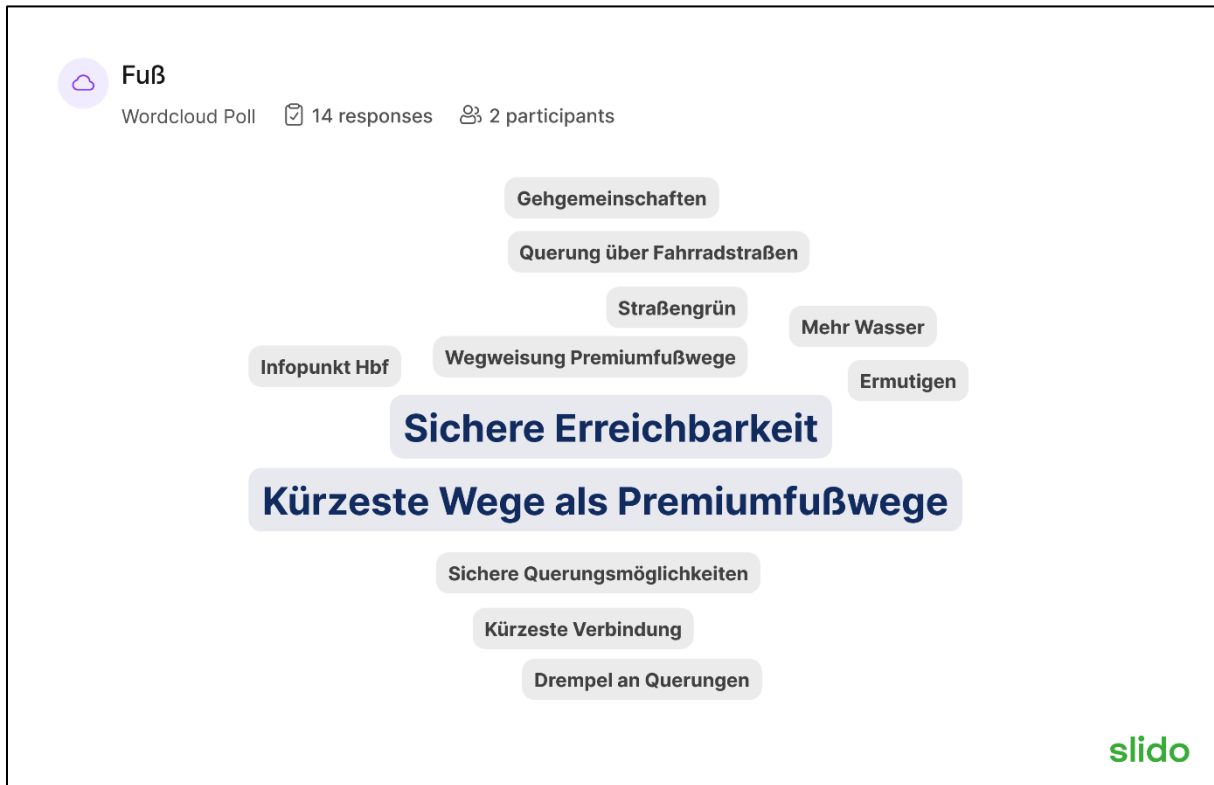 Fuß
Wordcloud Poll 14 responses 2 participants
Gehgemeinschaften
Querung über Fahrradstraßen
Straßengrün
Mehr Wasser
Wegweisung Premiumfußwege
Infopunkt Hbf
Ermutigen
Sichere Erreichbarkeit
Kürzeste Wege als Premiumfußwege
Sichere Querungsmöglichkeiten
Kürzeste Verbindung
Drempel an Querungen
slido